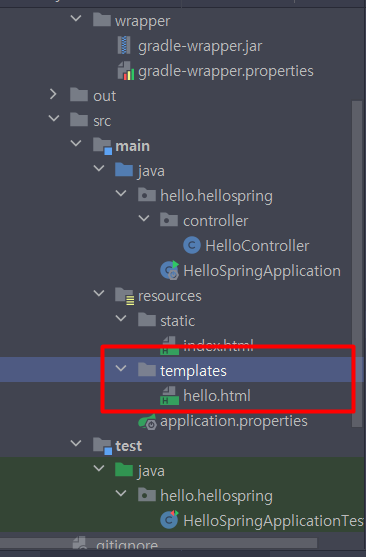 wrapper
gradle-wrapper.jar
gradle-wrapper.properties
out
src
main
java
hello.hellospring
controller
HelloController
HelloSpringApplication
resources
static
index.html
templates
hello.html
application.properties
test
java
hello.hellospring
HelloSpringApplicationTes
.gitignore